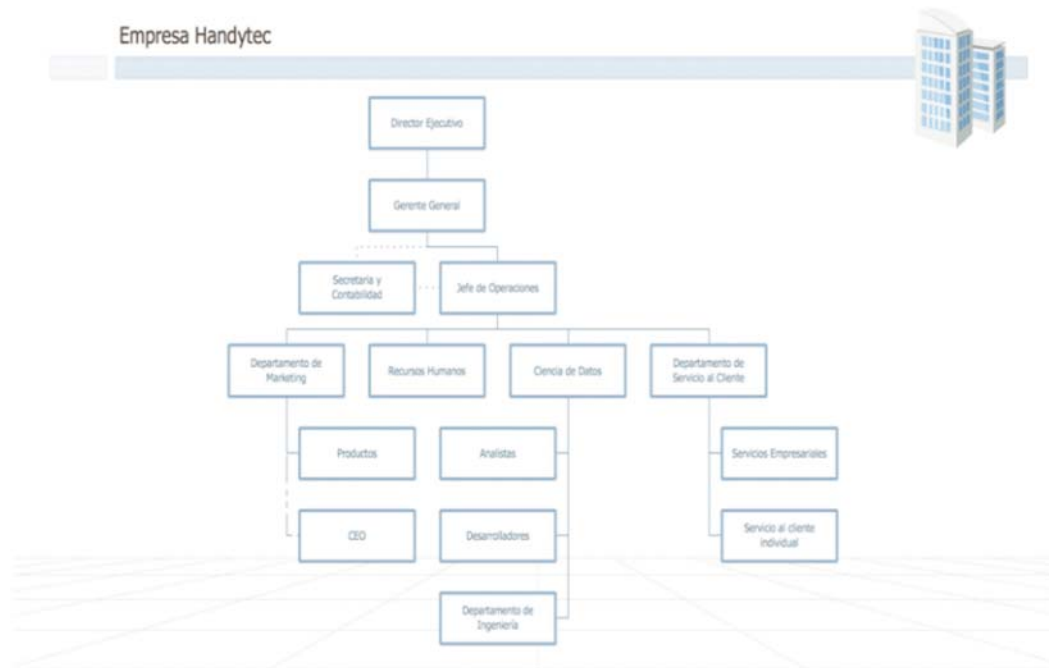 Empresa Handytec
Director Ejecutivo
Gerente General
Secretaria y
Contabilidad
Jefe de Operaciones
Departamento de
Marketing
Recursos Humanos
Ciencia de Datos
Departamento de
Servicio al Cliente
Productos
Analistas
Servicios Empresariales
CEO
Desarrolladores
Servicio al cliente
individual
Departamento de
Ingeniería